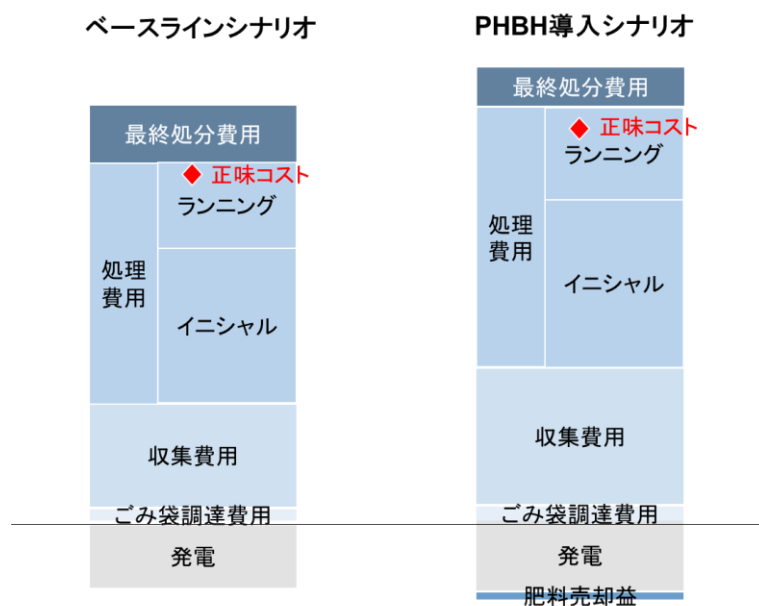 ベースラインシナリオ
最終処分費用
正味コスト
ランニング
処理
費用
イニシャル
収集費用
ごみ袋調達費用
発電
PHBH導入シナリオ
最終処分費用
正味コスト
ランニング
処理
費用
イニシャル
収集費用
ごみ袋調達費用
発電
肥料売却益